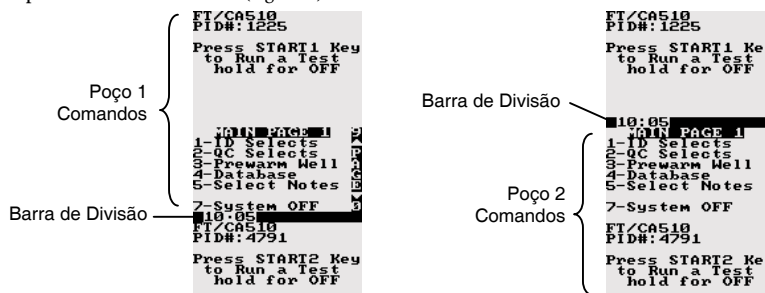 FT/CA510
PID#:1225
Press START1 Key
to Run a Test
hold for OFF
Poço 1
Comandos
MAIN PAGE 1
1-ID Selects
2-QC Selects
3-Prewarm Well
4-Database
5-Select Notes
7-System OFF
9
P
A
G
E
0
Barra de Divisão
10:05
FT/CA510
PID#:4791
Press START2 Key
to Run a Test
hold for OFF
FT/CA510
PID#:1225
Press START1 Ke
to Run a Test
hold for OFF
Barra de Divisão
10:05
MAIN PAGE 1
1-ID Selects
2-QC Selects
3-Prewarm Well
4-Database
5-Select Notes
7-System OFF
Poço 2
Comandos
FT/CA510
PID#:4791
Press START2 Ke
to Run a Test
hold for OFF